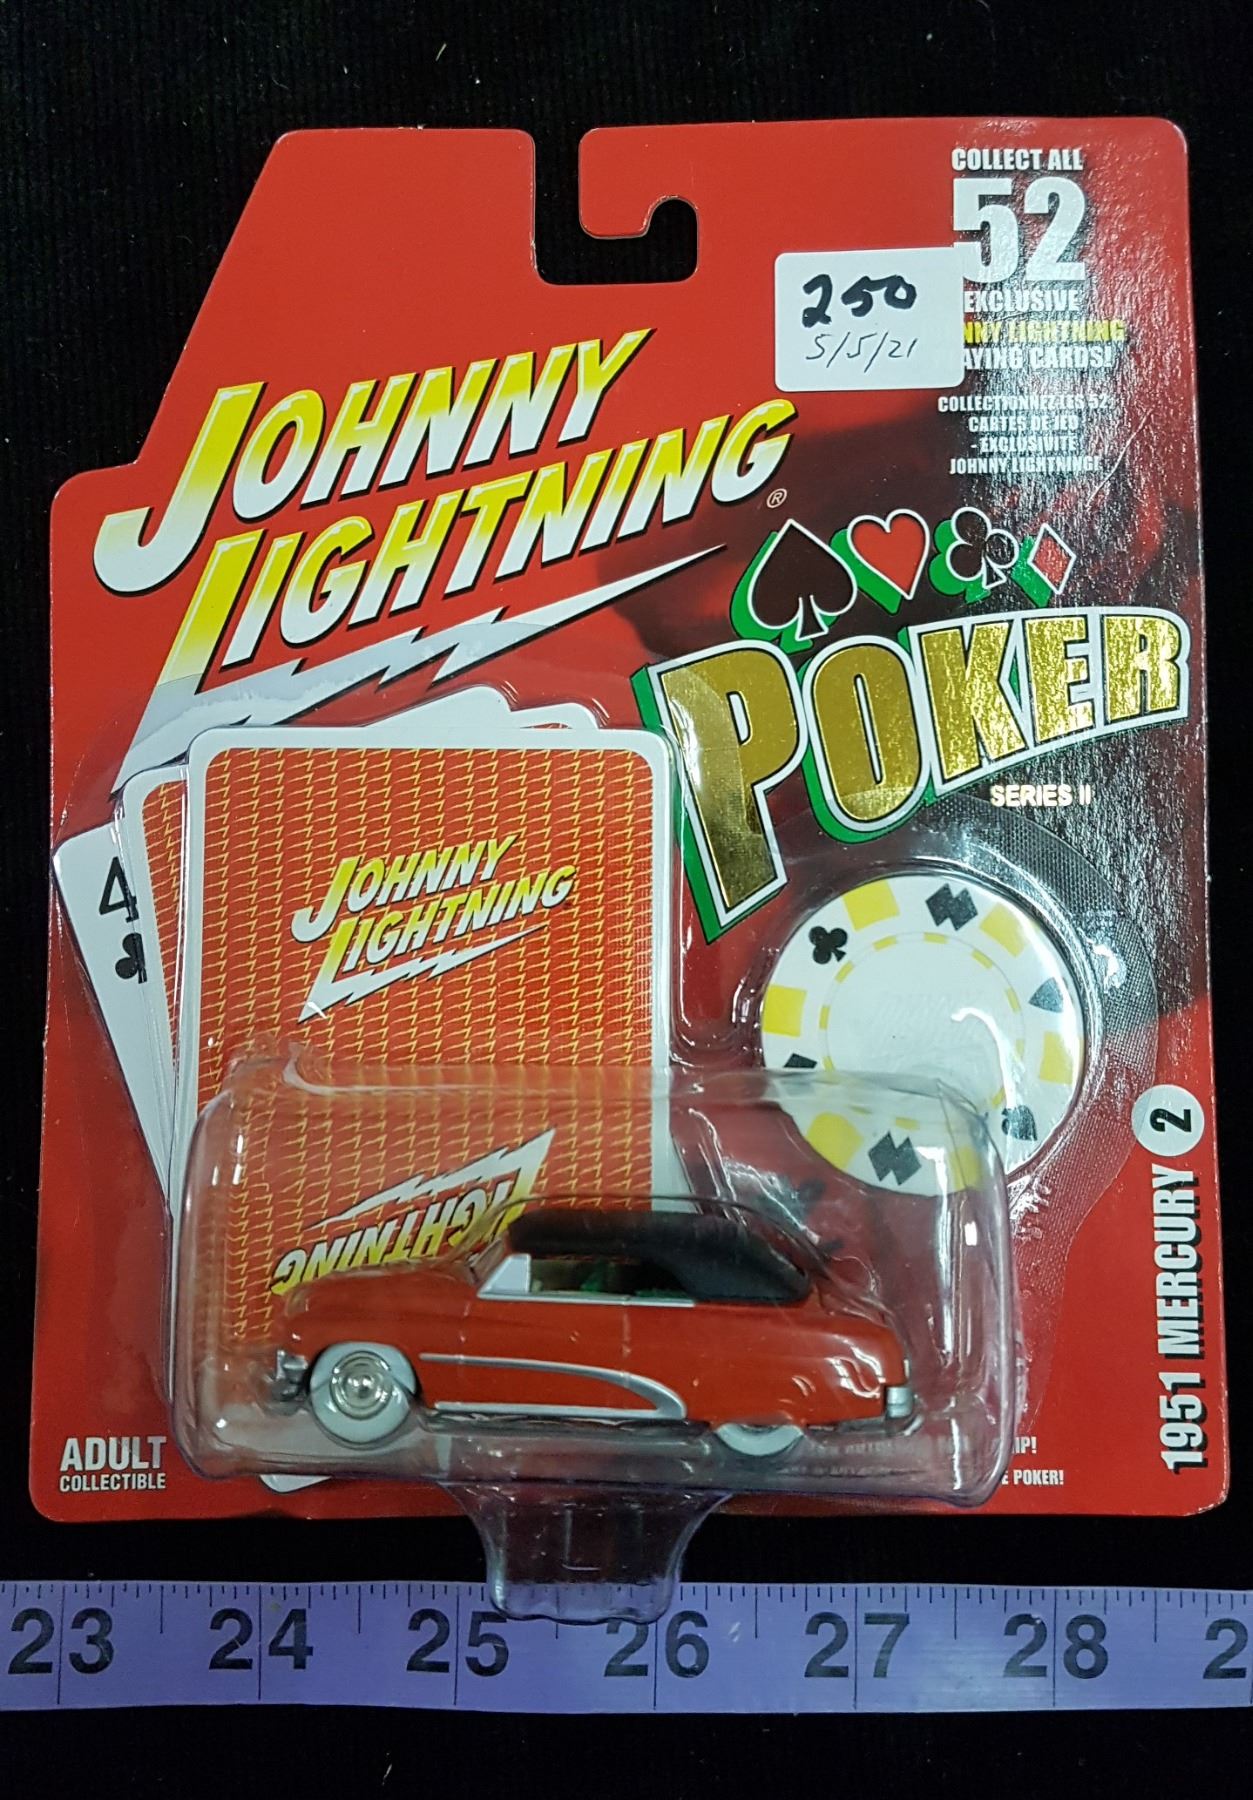 COLLECT ALL
52
EXCLUSIVE
LIGHTNING
CARDS!
250
5/5/21
COLLECTIONNEZ LES 52
CARTES DE JEU
EXCLUSIVITÉ
JOHNNY LIGHTNING!
JOHNNY
LIGHTNING®
POKER
SERIES II
4
JOHNNY
LIGHTNING
LIGHTNING
1951 MERCURY 2
ADULT
COLLECTIBLE
POKER!
23 24 25 26 27 28 2